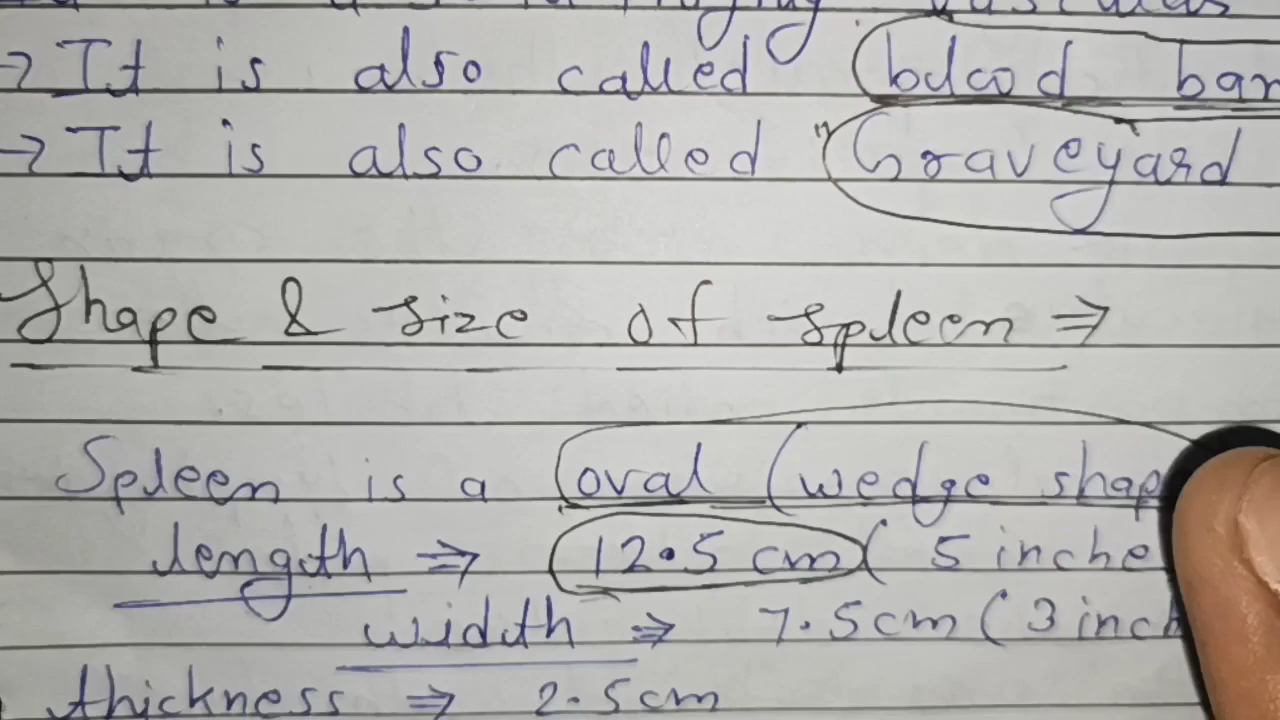 → It is also called (blood ban
→ It is also called "Graveyard
Shape & size of spleen ⇒
Spleen is a oval (wedge shap
length ⇒ 12.5 cm ( 5 inche
width ⇒ 7.5cm ( 3 inch
thickness ⇒ 2.5cm